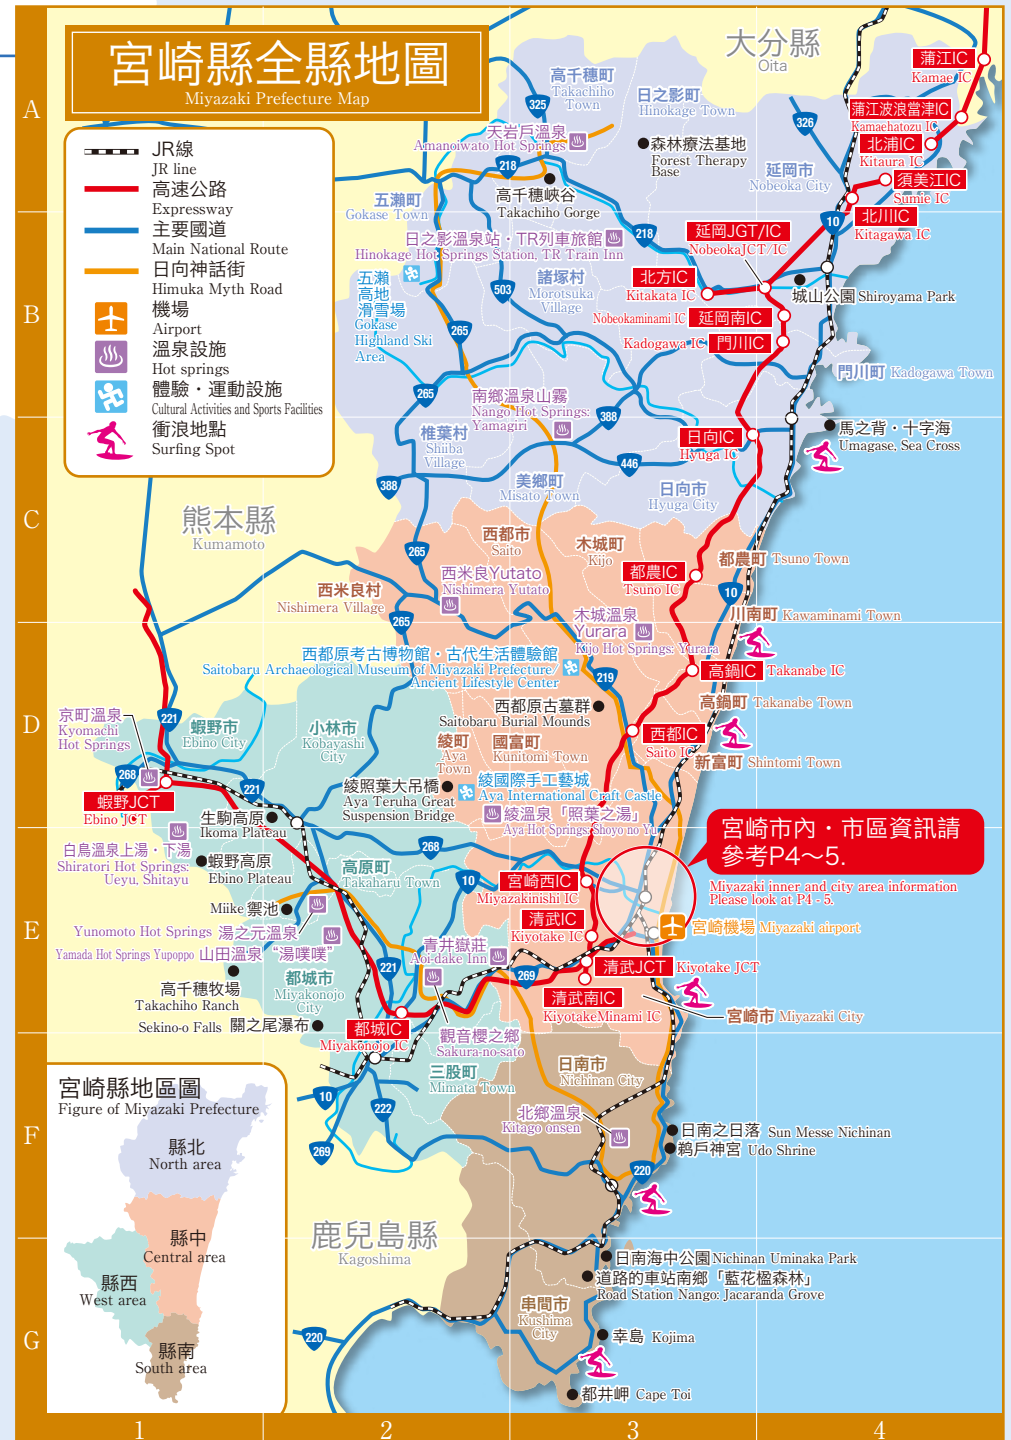 宮崎縣全縣地圖
Miyazaki Prefecture Map
JR線
JR line
高速公路
Expressway
主要國道
Main National Route
日向神話街
Himuka Myth Road
機場
Airport
溫泉設施
Hot springs
體驗・運動設施
Cultural Activities and Sports Facilities
衝浪地點
Surfing Spot
A
B
C
D
E
F
G
1
2
3
4
大分縣
Oita
熊本縣
Kumamoto
鹿兒島縣
Kagoshima
蒲江IC
Kamae IC
蒲江波浪當津IC
Kamaehatozu IC
北浦IC
Kitaura IC
須美江IC
Sumie IC
北川IC
Kitagawa IC
高千穗町
Takachiho
Town
日之影町
Hinokage Town
325
326
天岩戶溫泉
Amanoiwato Hot Springs
218
森林療法基地
Forest Therapy
Base
延岡市
Nobeoka City
五瀨町
Gokase Town
高千穗峽谷
Takachiho Gorge
10
218
延岡JGT/IC
NobeokaJCT/IC
日之影溫泉站・TR列車旅館
Hinokage Hot Springs Station, TR Train Inn
五瀨
高地
滑雪場
Gokase
Highland Ski
Area
503
諸塚村
Morotsuka
Village
北方IC
Kitakata IC
城山公園 Shiroyama Park
Nobeokaminami IC 延岡南IC
Kadogawa IC 門川IC
265
門川町 Kadogawa Town
265
南鄉溫泉山霧
Nango Hot Springs:
Yamagiri
388
日向IC
Hyuga IC
馬之背・十字海
Umagase, Sea Cross
椎葉村
Shiiba
Village
446
388
美鄉町
Misato Town
日向市
Hyuga City
西都市
Saito
木城町
Kijo
265
都農町 Tsuno Town
西米良村
Nishimera Village
西米良Yutato
Nishimera Yutato
都農IC
Tsuno IC
10
265
木城溫泉
Yurara
Kijo Hot Springs: Yurara
川南町 Kawaminami Town
西都原考古博物館・古代生活體驗館
Saitobaru Archaeological Museum of Miyazaki Prefecture/
Ancient Lifestyle Center
219
高鍋IC Takanabe IC
高鍋町 Takanabe Town
西都原古墓群
Saitobaru Burial Mounds
京町溫泉
Kyomachi
Hot Springs
221
蝦野市
Ebino City
小林市
Kobayashi
City
綾町
Aya
Town
國富町
Kunitomi Town
西都IC
Saito IC
新富町 Shintomi Town
268
221
綾照葉大吊橋
Aya Teruha Great
Suspension Bridge
綾國際手工藝城
Aya International Craft Castle
蝦野JCT
Ebino JCT
生駒高原
Ikoma Plateau
綾溫泉「照葉之湯」
Aya Hot Springs: Shoyo no Yu
宮崎市內・市區資訊請
參考P4～5.
Miyazaki inner and city area information
Please look at P4 - 5.
白鳥溫泉上湯・下湯
Shiratori Hot Springs:
Ueyu, Shitayu
蝦野高原
Ebino Plateau
高原町
Takaharu Town
268
10
宮崎西IC
Miyazakinishi IC
Miike 禦池
Yunomoto Hot Springs 湯之元溫泉
清武IC
Kiyotake IC
宮崎機場 Miyazaki airport
Yamada Hot Springs Yupoppo 山田溫泉“湯噗噗”
青井嶽莊
Aoi-dake Inn
221
269
清武JCT Kiyotake JCT
高千穗牧場
Takachiho Ranch
都城市
Miyakonojo
City
清武南IC
KiyotakeMinami IC
宮崎市 Miyazaki City
Sekino-o Falls 關之尾瀑布
都城IC
Miyakonojo IC
觀音櫻之鄉
Sakura-no-sato
三股町
Mimata Town
日南市
Nichinan City
10
222
269
北鄉溫泉
Kitago onsen
日南之日落 Sun Messe Nichinan
鵜戶神宮 Udo Shrine
220
日南海中公園 Nichinan Uminaka Park
道路的車站南鄉「藍花楹森林」
Road Station Nango: Jacaranda Grove
串間市
Kushima
City
幸島 Kojima
220
都井岬 Cape Toi
宮崎縣地區圖
Figure of Miyazaki Prefecture
縣北
North area
縣中
Central area
縣西
West area
縣南
South area